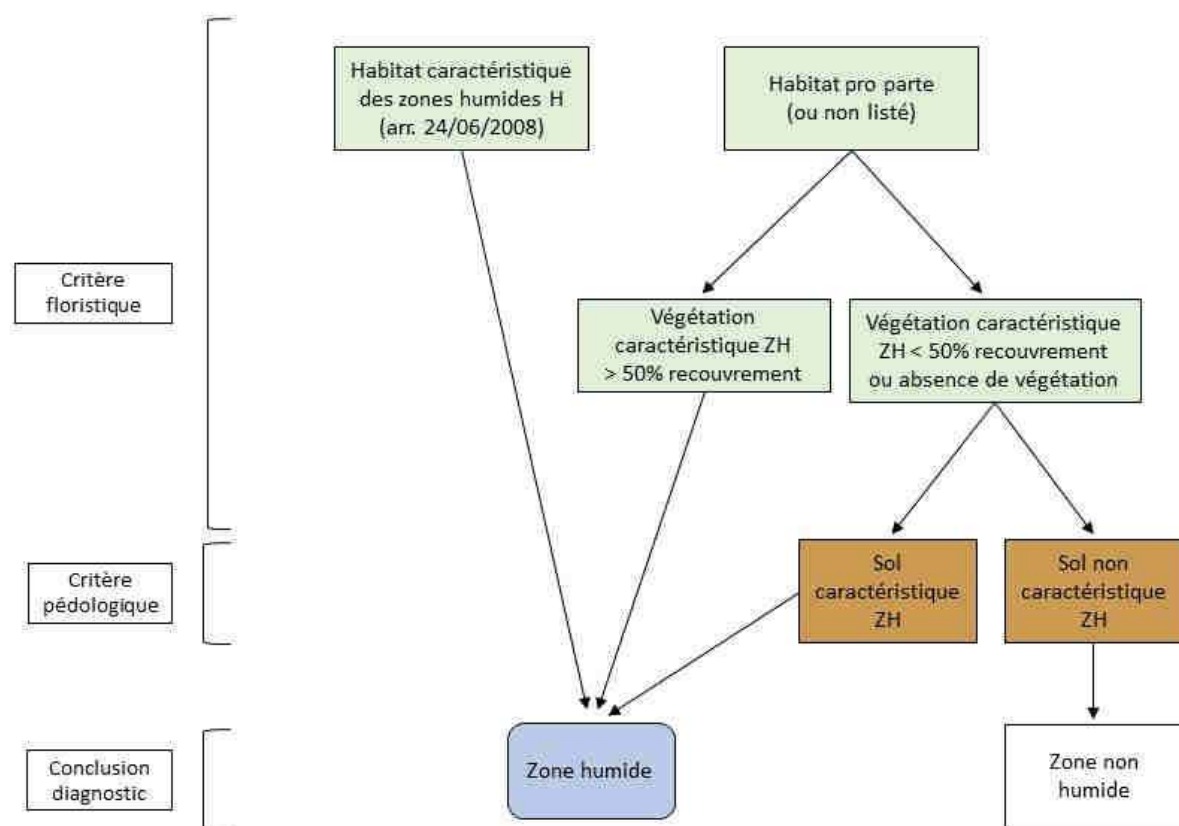 Habitat caractéristique
des zones humides H
(arr. 24/06/2008)
Habitat pro parte
(ou non listé)
Critère
floristique
Végétation
caractéristique ZH
> 50% recouvrement
Végétation caractéristique
ZH < 50% recouvrement
ou absence de végétation
Critère
pédologique
Sol
caractéristique
ZH
Sol non
caractéristique
ZH
Conclusion
diagnostic
Zone humide
Zone non
humide